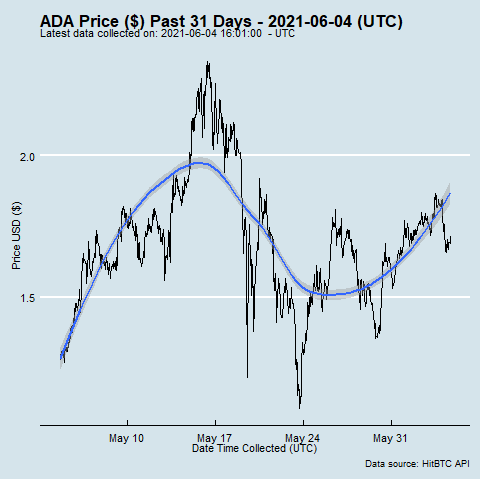 ADA Price ($) Past 31 Days - 2021-06-04 (UTC)
Latest data collected on: 2021-06-04 16:01:00  - UTC
2.0
1.5
Price USD ($)
May 10
May 17
May 24
May 31
Date Time Collected (UTC)
Data source: HitBTC API